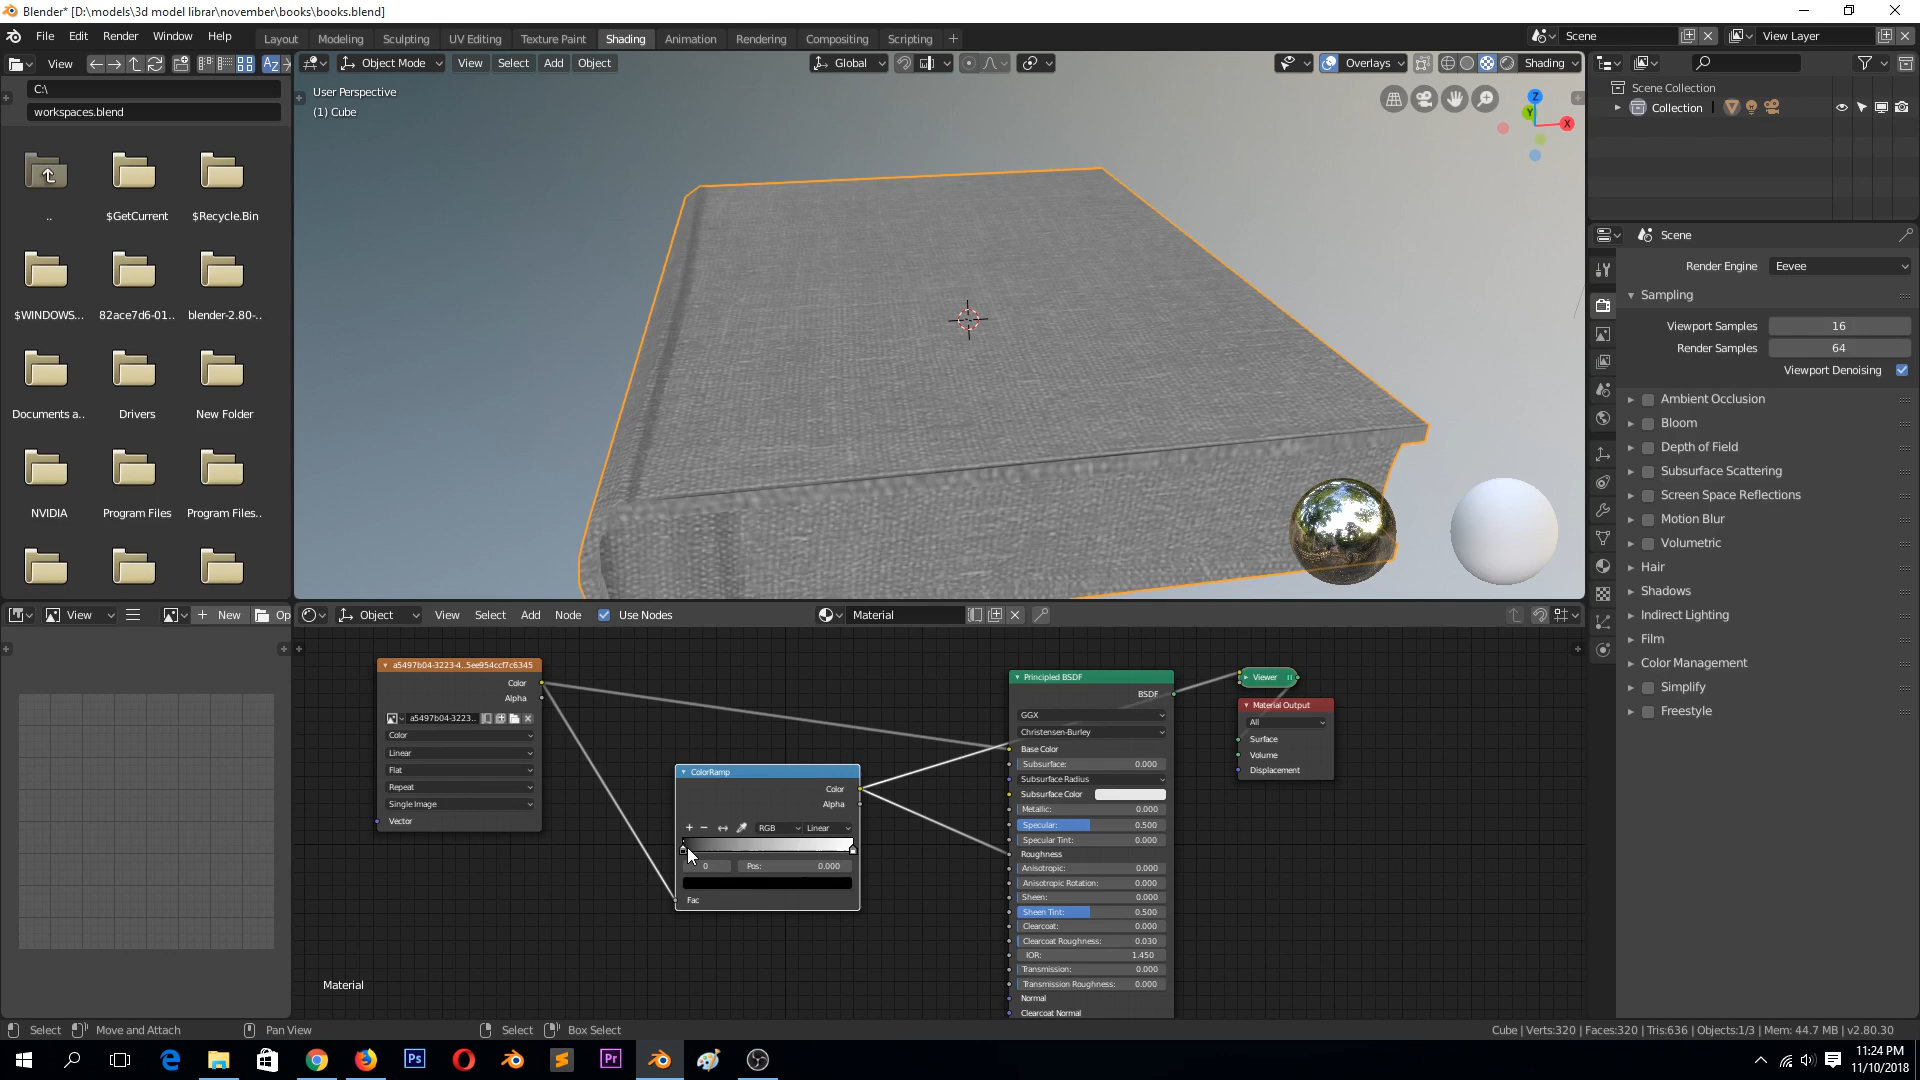 Blender* [D:\models\3d model librar\november\books\books.blend]
File Edit Render Window Help
Layout Modeling Sculpting UV Editing Texture Paint Shading Animation Rendering Compositing Scripting
Scene
View Layer
View
C:\
workspaces.blend
..
$GetCurrent
$Recycle.Bin
$WINDOWS...
82ace7d6-01..
blender-2.80-..
Documents a..
Drivers
New Folder
NVIDIA
Program Files
Program Files..
Object Mode View Select Add Object
Global
Overlays
Shading
User Perspective
(1) Cube
Z
Y
X
Scene Collection
Collection
Scene
Render Engine Eevee
Sampling
Viewport Samples 16
Render Samples 64
Viewport Denoising
Ambient Occlusion
Bloom
Depth of Field
Subsurface Scattering
Screen Space Reflections
Motion Blur
Volumetric
Hair
Shadows
Indirect Lighting
Film
Color Management
Simplify
Freestyle
View
New
Op
Object View Select Add Node Use Nodes
Material
a5497b04-3223-4..5ee954ccf7c6345
Color
Alpha
a5497b04-3223..
Color
Linear
Flat
Repeat
Single Image
Vector
ColorRamp
Color
Alpha
RGB Linear
0 Pos: 0.000
Fac
Principled BSDF
BSDF
GGX
Christensen-Burley
Base Color
Subsurface: 0.000
Subsurface Radius
Subsurface Color
Metallic: 0.000
Specular: 0.500
Specular Tint: 0.000
Roughness
Anisotropic: 0.000
Anisotropic Rotation: 0.000
Sheen: 0.000
Sheen Tint: 0.500
Clearcoat: 0.000
Clearcoat Roughness: 0.030
IOR: 1.450
Transmission: 0.000
Transmission Roughness: 0.000
Normal
Clearcoat Normal
Viewer
Material Output
All
Surface
Volume
Displacement
Material
Select Move and Attach Pan View Select Box Select
Cube | Verts:320 | Faces:320 | Tris:636 | Objects:1/3 | Mem: 44.7 MB | v2.80.30
Ps
Pr
11:24 PM
11/10/2018